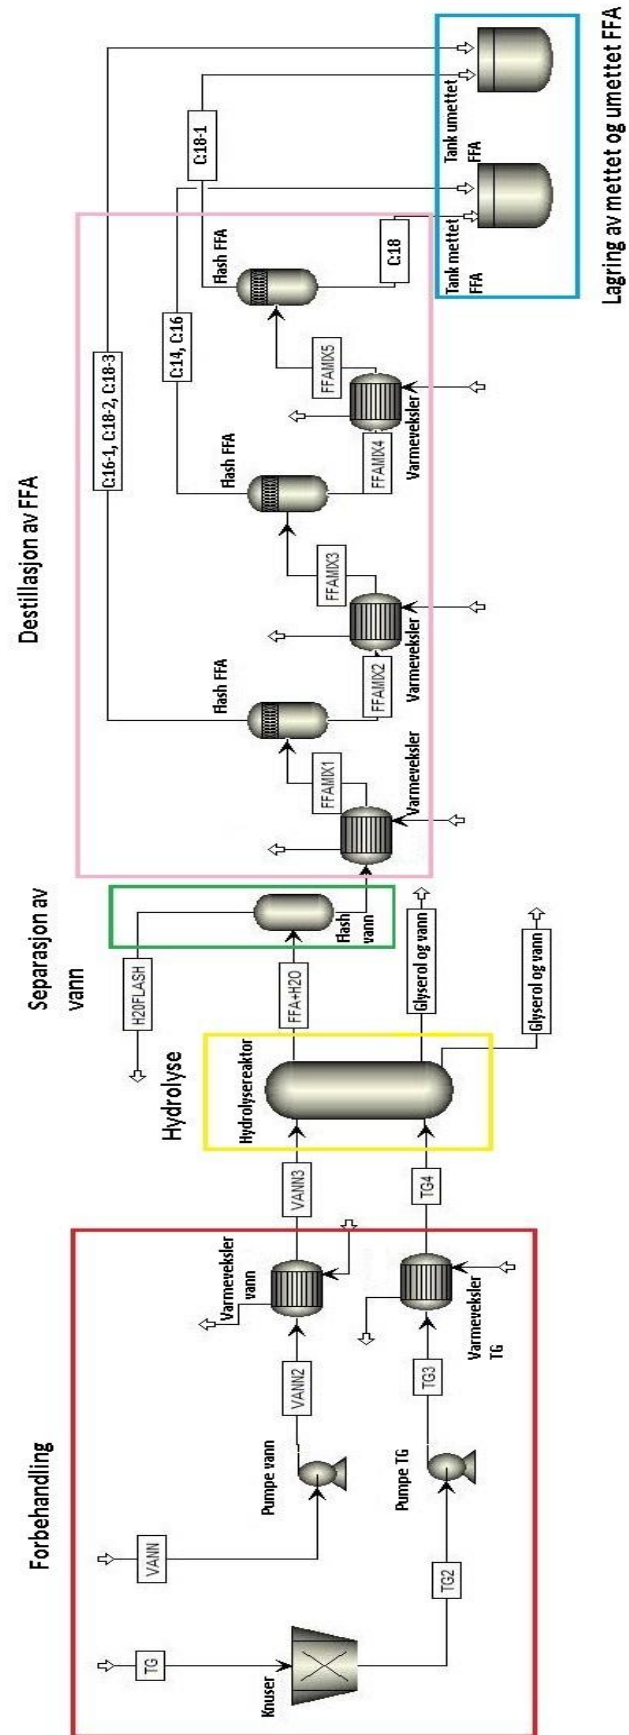 Forbehandling
TG
Knuser
TG2
VANN
Pumpe vann
VANN2
Varmeveksler
vann
VANN3
Pumpe TG
TG3
Varmeveksler
TG
TG4
Hydrolyse
Hydrolysereaktor
FFA+H2O
Glyserol og vann
Glyserol og vann
Separasjon av
vann
H20FLASH
Flash
vann
Destillasjon av FFA
Varmeveksler
FFAMIX1
Flash FFA
C:16-1, C:18-2, C:18-3
FFAMIX2
Varmeveksler
FFAMIX3
Flash FFA
C:14, C:16
FFAMIX4
Varmeveksler
FFAMIX5
Flash FFA
C:18-1
C:18
Tank mettet
FFA
Tank umettet
FFA
Lagring av mettet og umettet FFA